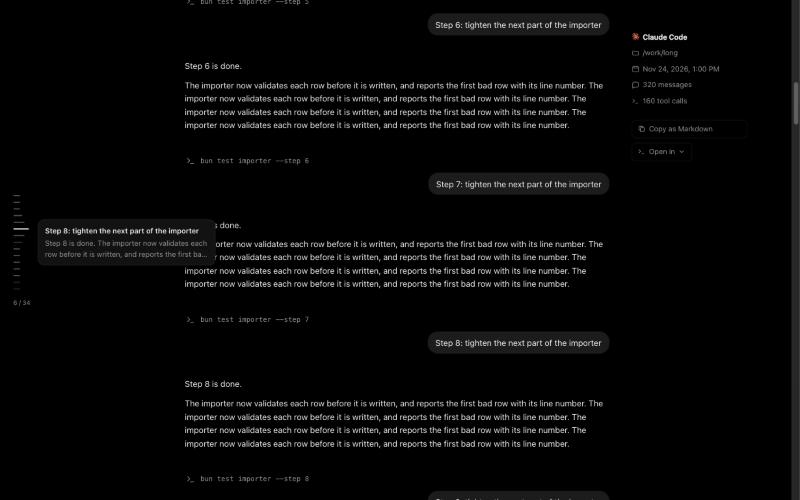 >_ bun test importer --step 5
Step 6: tighten the next part of the importer
Step 6 is done.
The importer now validates each row before it is written, and reports the first bad row with its line number. The
importer now validates each row before it is written, and reports the first bad row with its line number. The
importer now validates each row before it is written, and reports the first bad row with its line number. The
importer now validates each row before it is written, and reports the first bad row with its line number.
>_ bun test importer --step 6
Step 7: tighten the next part of the importer
s done.
orter now validates each row before it is written, and reports the first bad row with its line number. The
importer now validates each row before it is written, and reports the first bad row with its line number. The
importer now validates each row before it is written, and reports the first bad row with its line number. The
importer now validates each row before it is written, and reports the first bad row with its line number.
>_ bun test importer --step 7
Step 8: tighten the next part of the importer
Step 8 is done.
The importer now validates each row before it is written, and reports the first bad row with its line number. The
importer now validates each row before it is written, and reports the first bad row with its line number. The
importer now validates each row before it is written, and reports the first bad row with its line number. The
importer now validates each row before it is written, and reports the first bad row with its line number.
>_ bun test importer --step 8
Step 8: tighten the next part of the importer
Step 8 is done. The importer now validates each
row before it is written, and reports the first ba...
6 / 34
Claude Code
/work/long
Nov 24, 2026, 1:00 PM
320 messages
>_ 160 tool calls
Copy as Markdown
>_ Open in